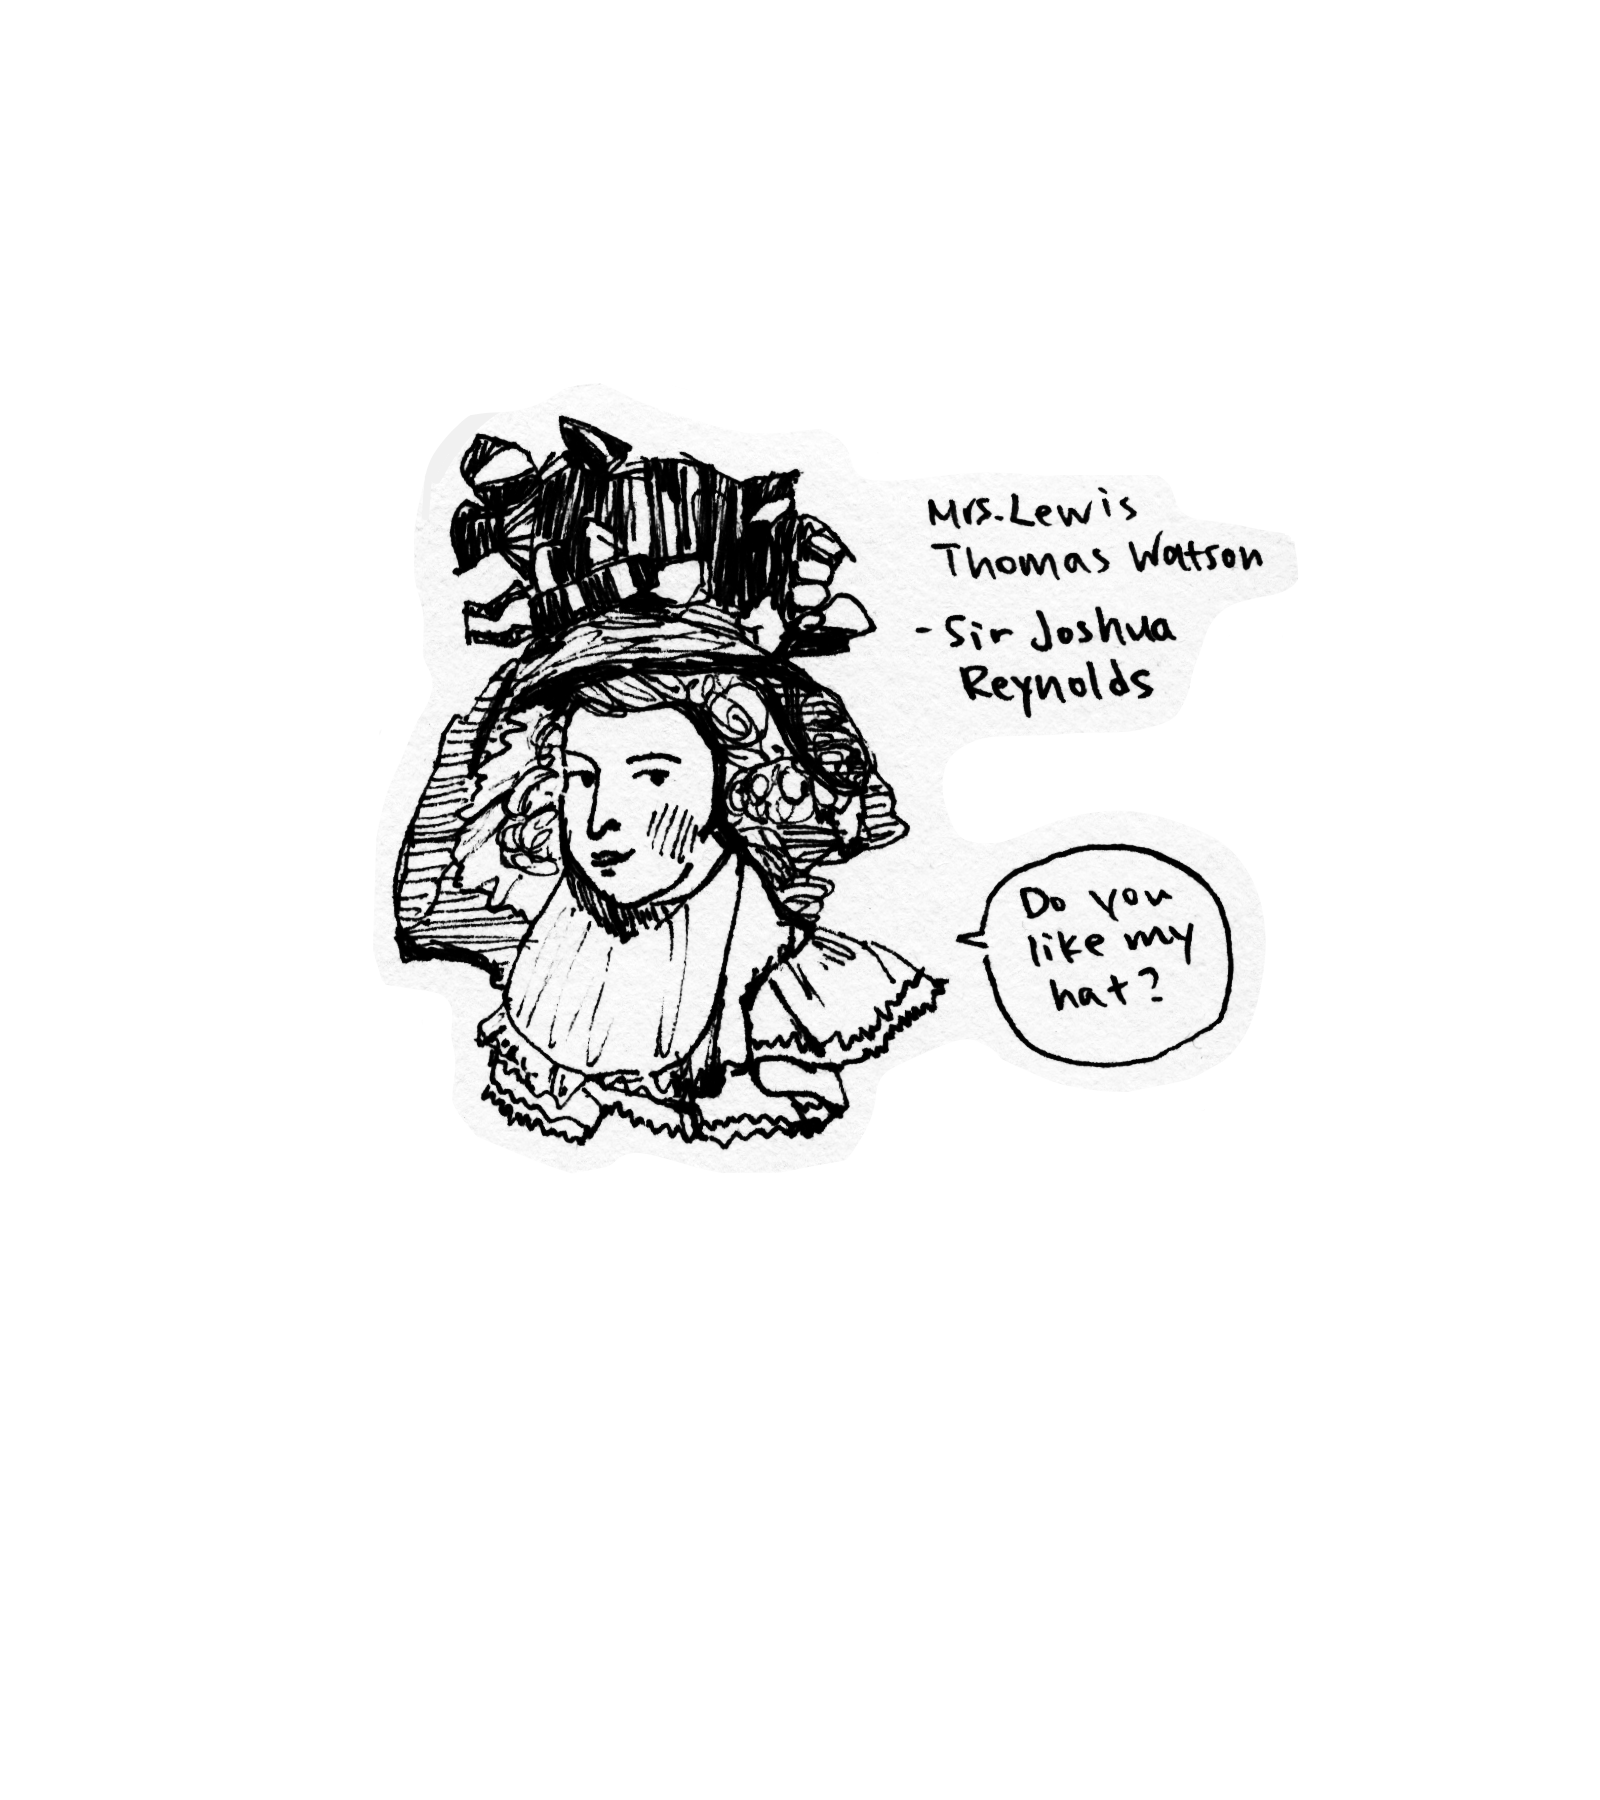 Mrs. Lewis
Thomas Watson
- Sir Joshua
Reynolds
Do you
like my
hat?